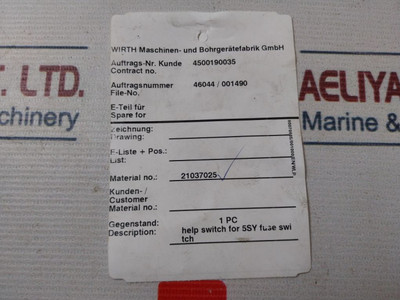 WIRTH Maschinen- und Bohrgerätefabrik GmbH
Auftrags-Nr. Kunde 4500190035
Contract no.
Auftragsnummer 46044 / 001490
File-No.
E-Teil für
Spare for
Zeichnung:
Drawing:
E-Liste + Pos.:
List:
Material no.: 21037025
Kunden- /
Customer
Material no.:
Gegenstand: 1 PC
Description: help switch for 5SY fuse swi
tch
T. LTD.
chinery
AELIYA
Marine &